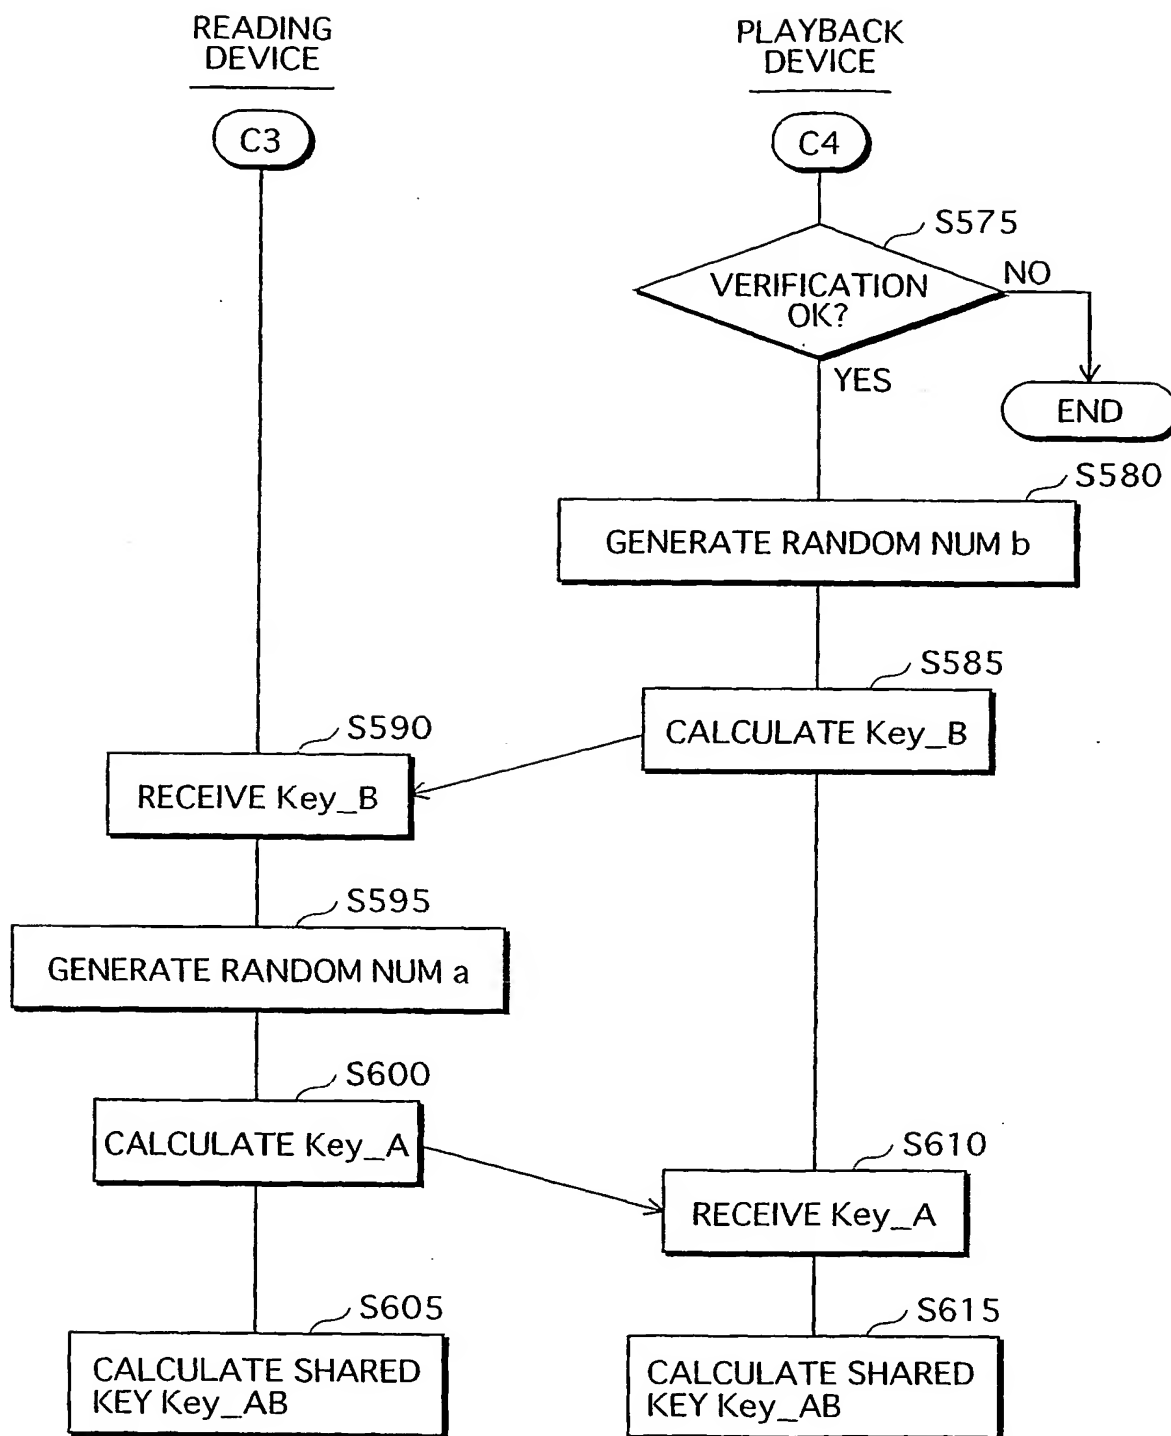 READING
DEVICE
PLAYBACK
DEVICE
C3
C4
S575
VERIFICATION
OK?
NO
YES
END
S580
GENERATE RANDOM NUM b
S585
CALCULATE Key_B
S590
RECEIVE Key_B
S595
GENERATE RANDOM NUM a
S600
CALCULATE Key_A
S610
RECEIVE Key_A
S605
CALCULATE SHARED
KEY Key_AB
S615
CALCULATE SHARED
KEY Key_AB